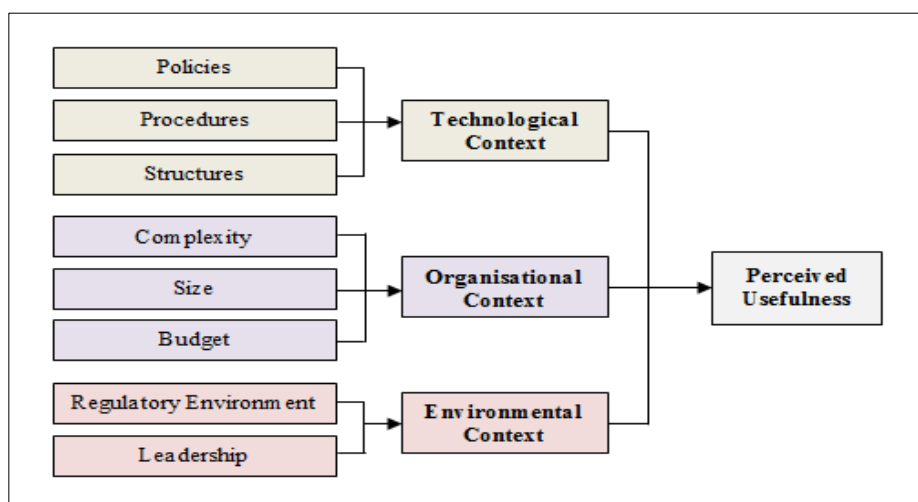 Policies
Procedures
Structures
Technological
Context
Complexity
Size
Budget
Organisational
Context
Regulatory Environment
Leadership
Environmental
Context
Perceived
Usefulness